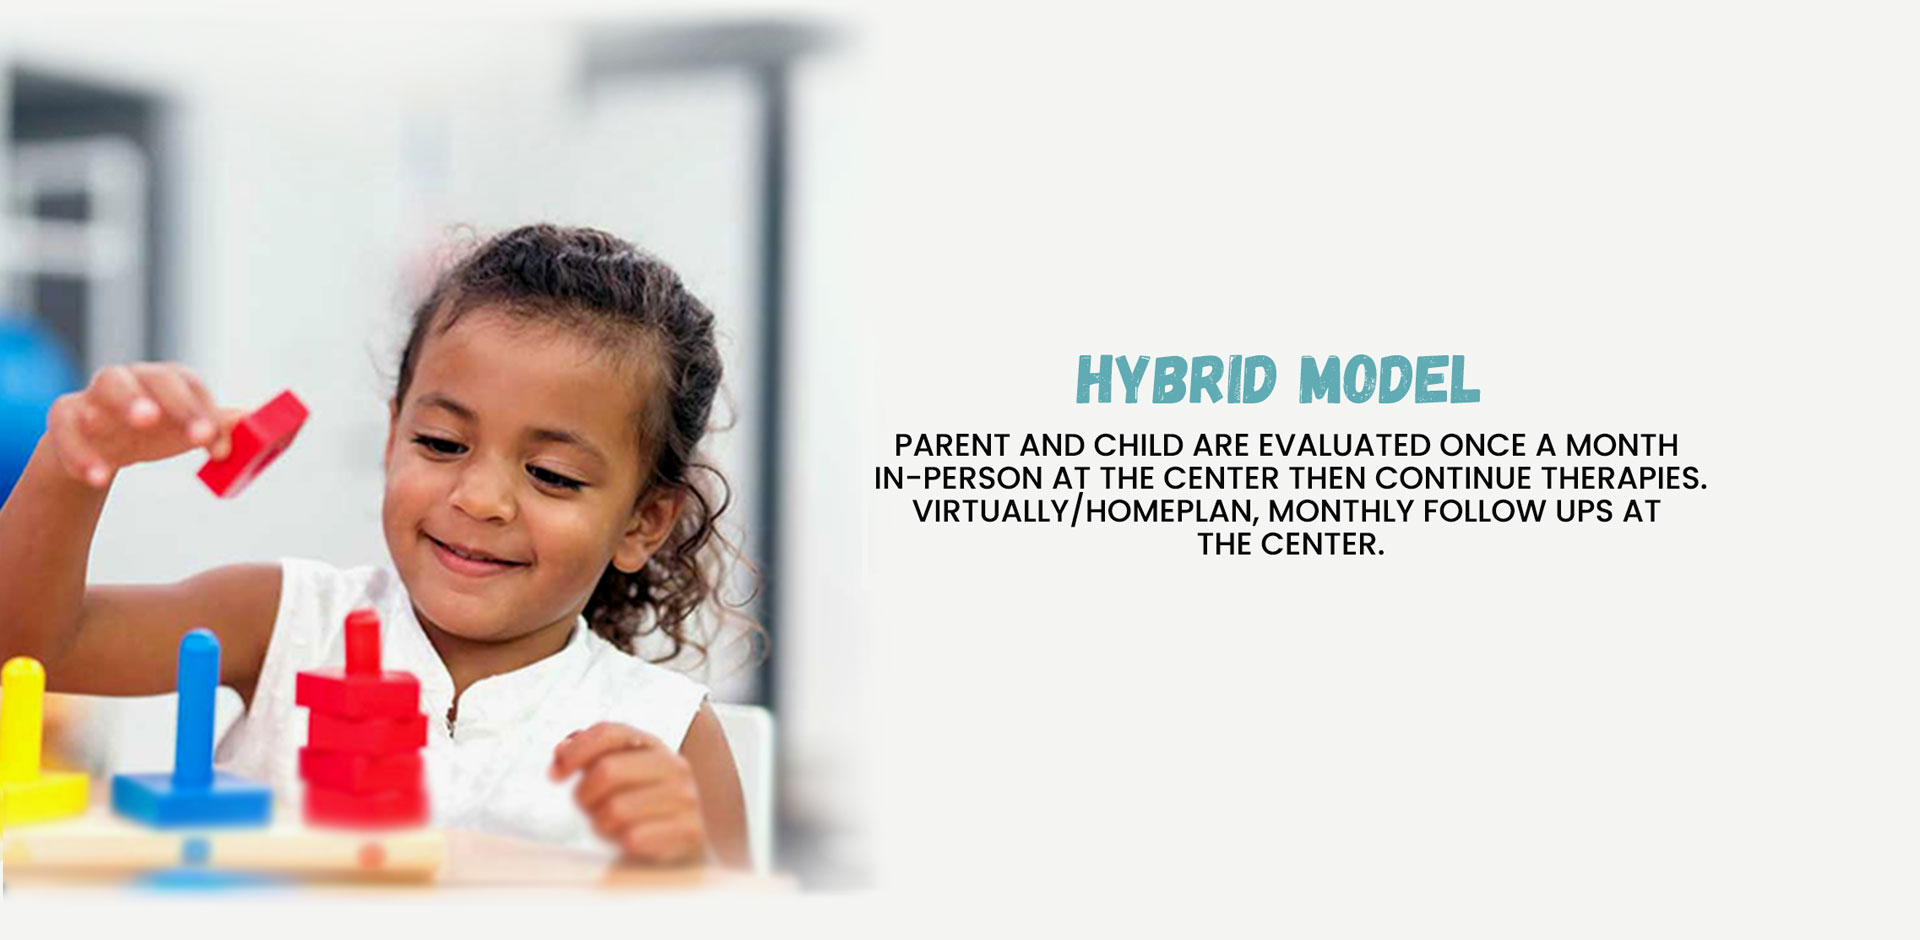 HYBRID MODEL
PARENT AND CHILD ARE EVALUATED ONCE A MONTH
IN-PERSON AT THE CENTER THEN CONTINUE THERAPIES.
VIRTUALLY/HOMEPLAN, MONTHLY FOLLOW UPS AT
THE CENTER.